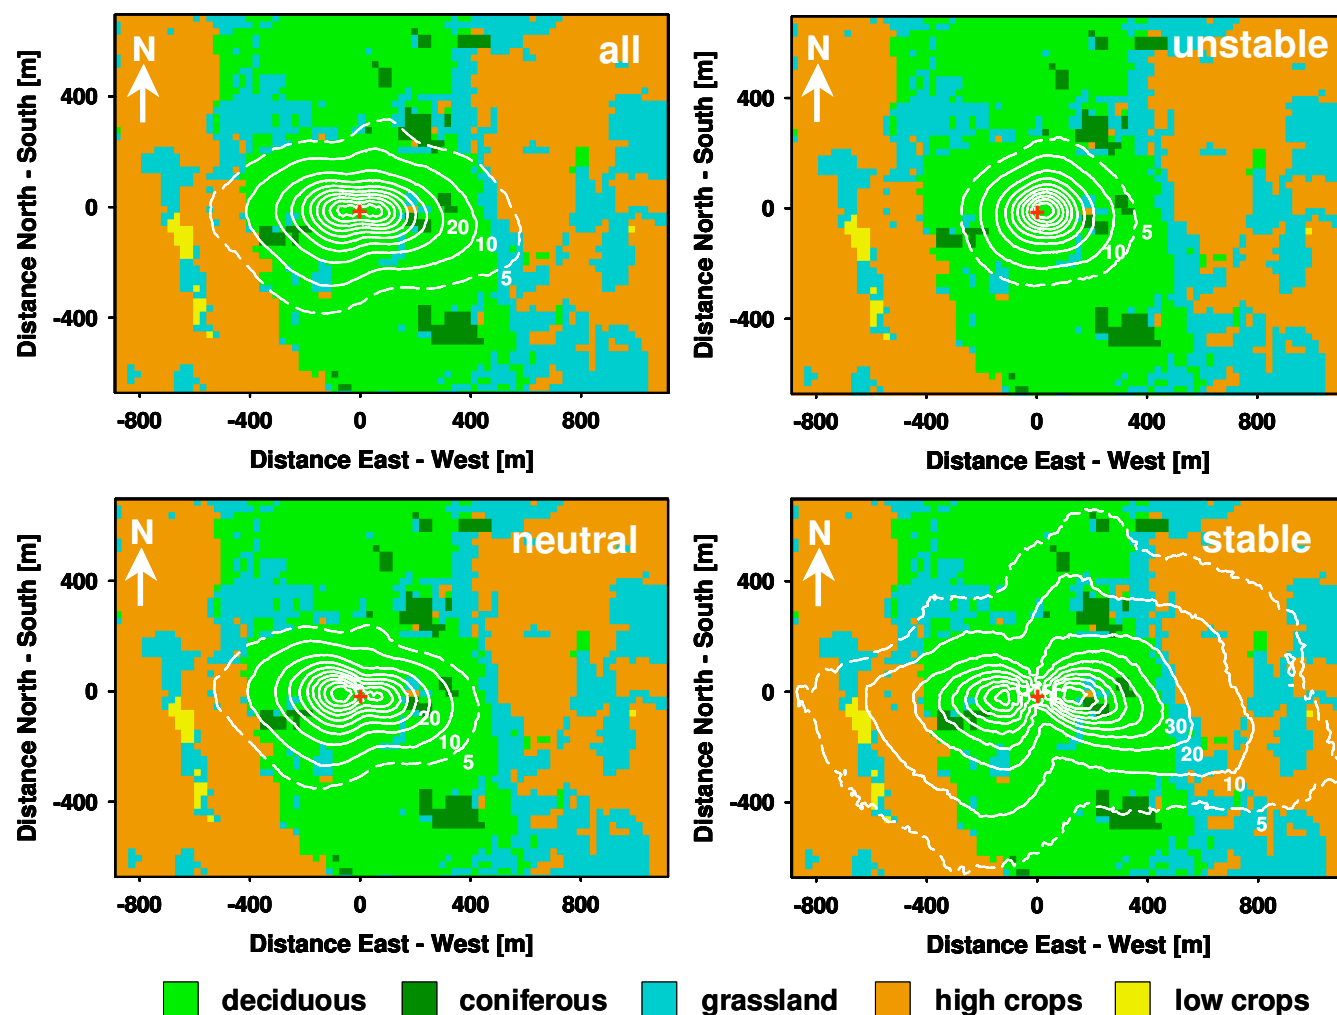 all
N
Distance North - South [m]
400
0
-400
20
10
5
-800 -400 0 400 800
Distance East - West [m]
unstable
N
Distance North - South [m]
400
0
-400
5
10
-800 -400 0 400 800
Distance East - West [m]
neutral
N
Distance North - South [m]
400
0
-400
20
10
5
-800 -400 0 400 800
Distance East - West [m]
stable
N
Distance North - South [m]
400
0
-400
30
20
10
5
-800 -400 0 400 800
Distance East - West [m]
deciduous coniferous grassland high crops low crops